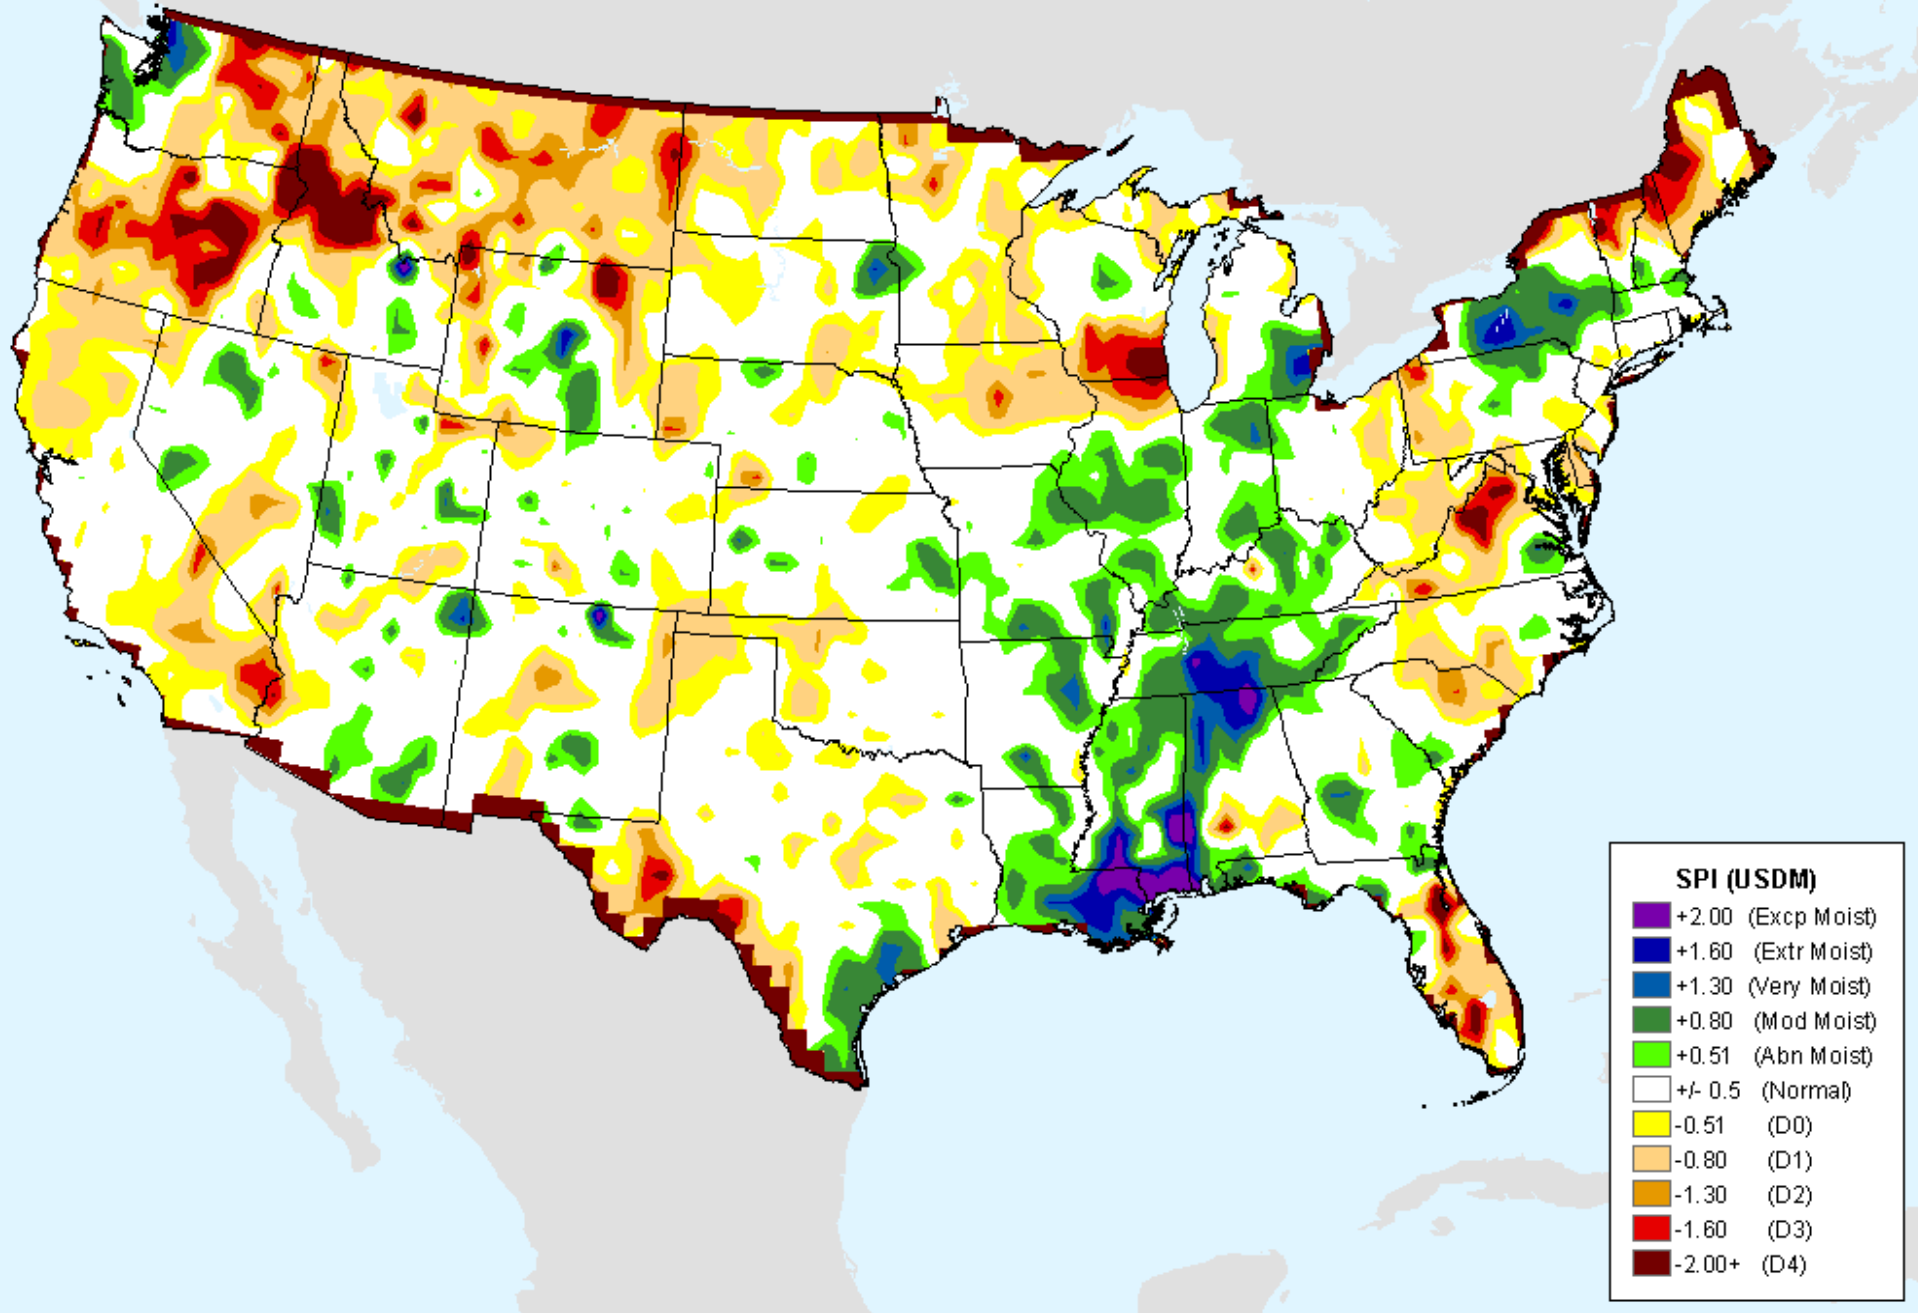 SPI (USDM)
+2.00 (Excp Moist)
+1.60 (Extr Moist)
+1.30 (Very Moist)
+0.80 (Mod Moist)
+0.51 (Abn Moist)
+/- 0.5 (Normal)
-0.51 (D0)
-0.80 (D1)
-1.30 (D2)
-1.60 (D3)
-2.00+ (D4)